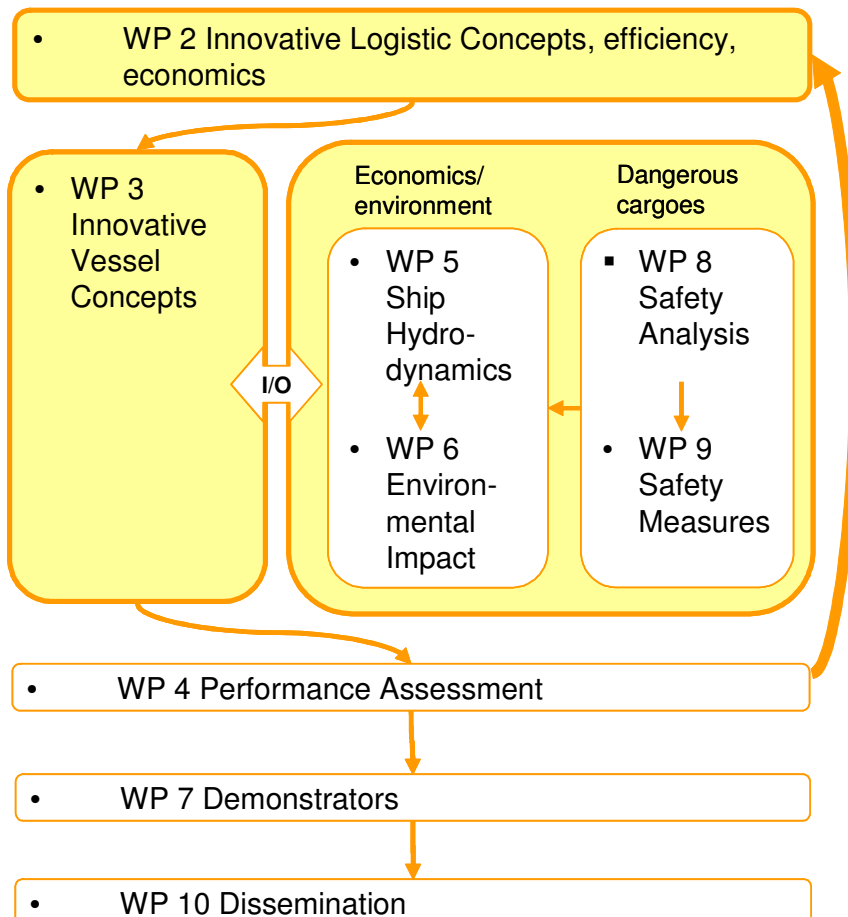 • WP 2 Innovative Logistic Concepts, efficiency,
economics
• WP 3
Innovative
Vessel
Concepts
I/O
Economics/
environment
• WP 5
Ship
Hydro-
dynamics
• WP 6
Environ-
mental
Impact
Dangerous
cargoes
▪ WP 8
Safety
Analysis
• WP 9
Safety
Measures
• WP 4 Performance Assessment
• WP 7 Demonstrators
• WP 10 Dissemination